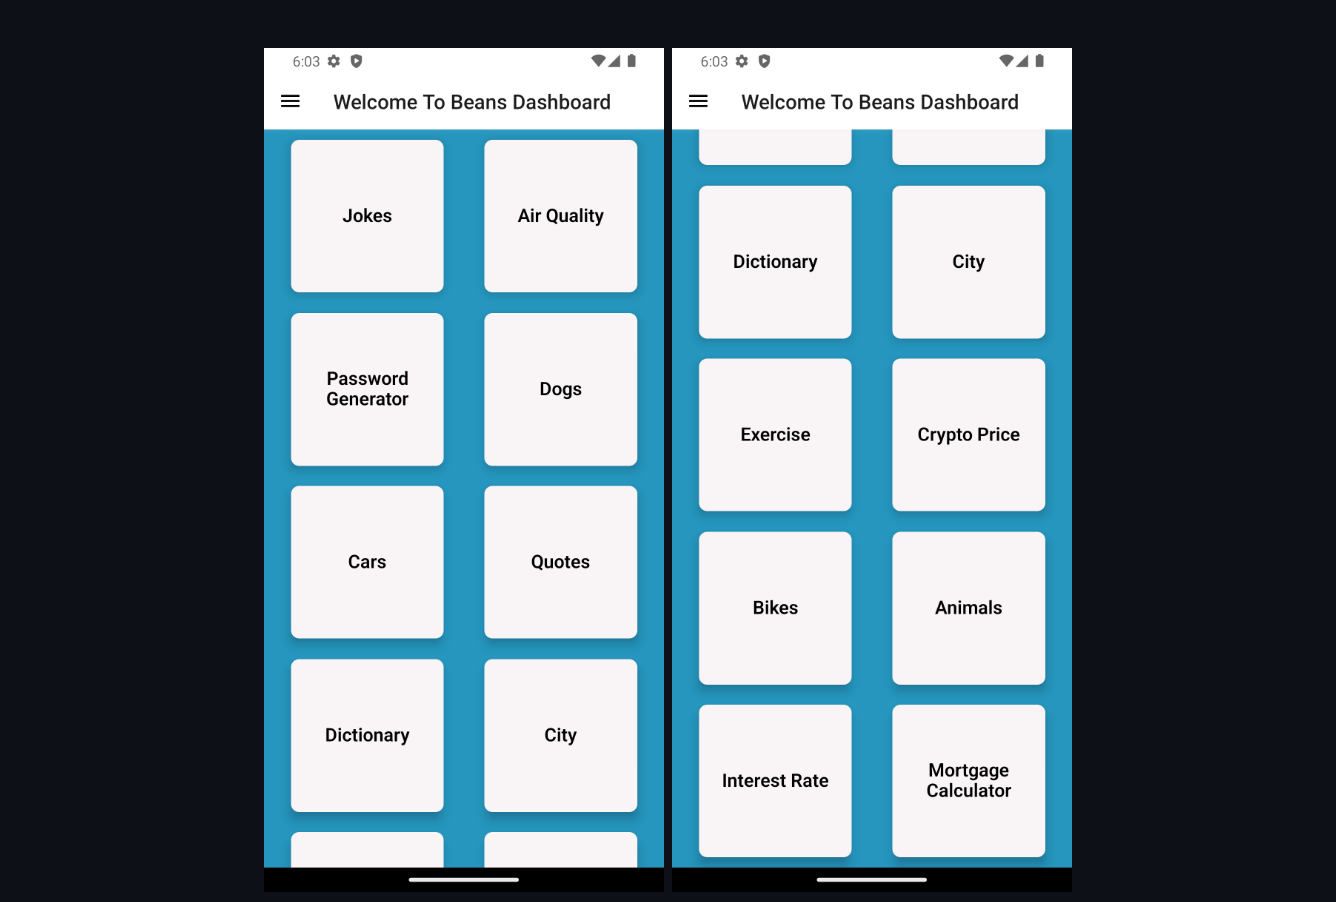 6:03
Welcome To Beans Dashboard
Jokes
Air Quality
Password
Generator
Dogs
Cars
Quotes
Dictionary
City
6:03
Welcome To Beans Dashboard
Dictionary
City
Exercise
Crypto Price
Bikes
Animals
Interest Rate
Mortgage
Calculator